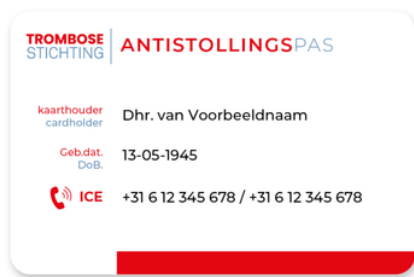 TROMBOSE
STICHTING
ANTISTOLLINGSPAS
kaarthouder
cardholder
Dhr. van Voorbeeldnaam
Geb.dat.
DoB.
13-05-1945
ICE
+31 6 12 345 678 / +31 6 12 345 678